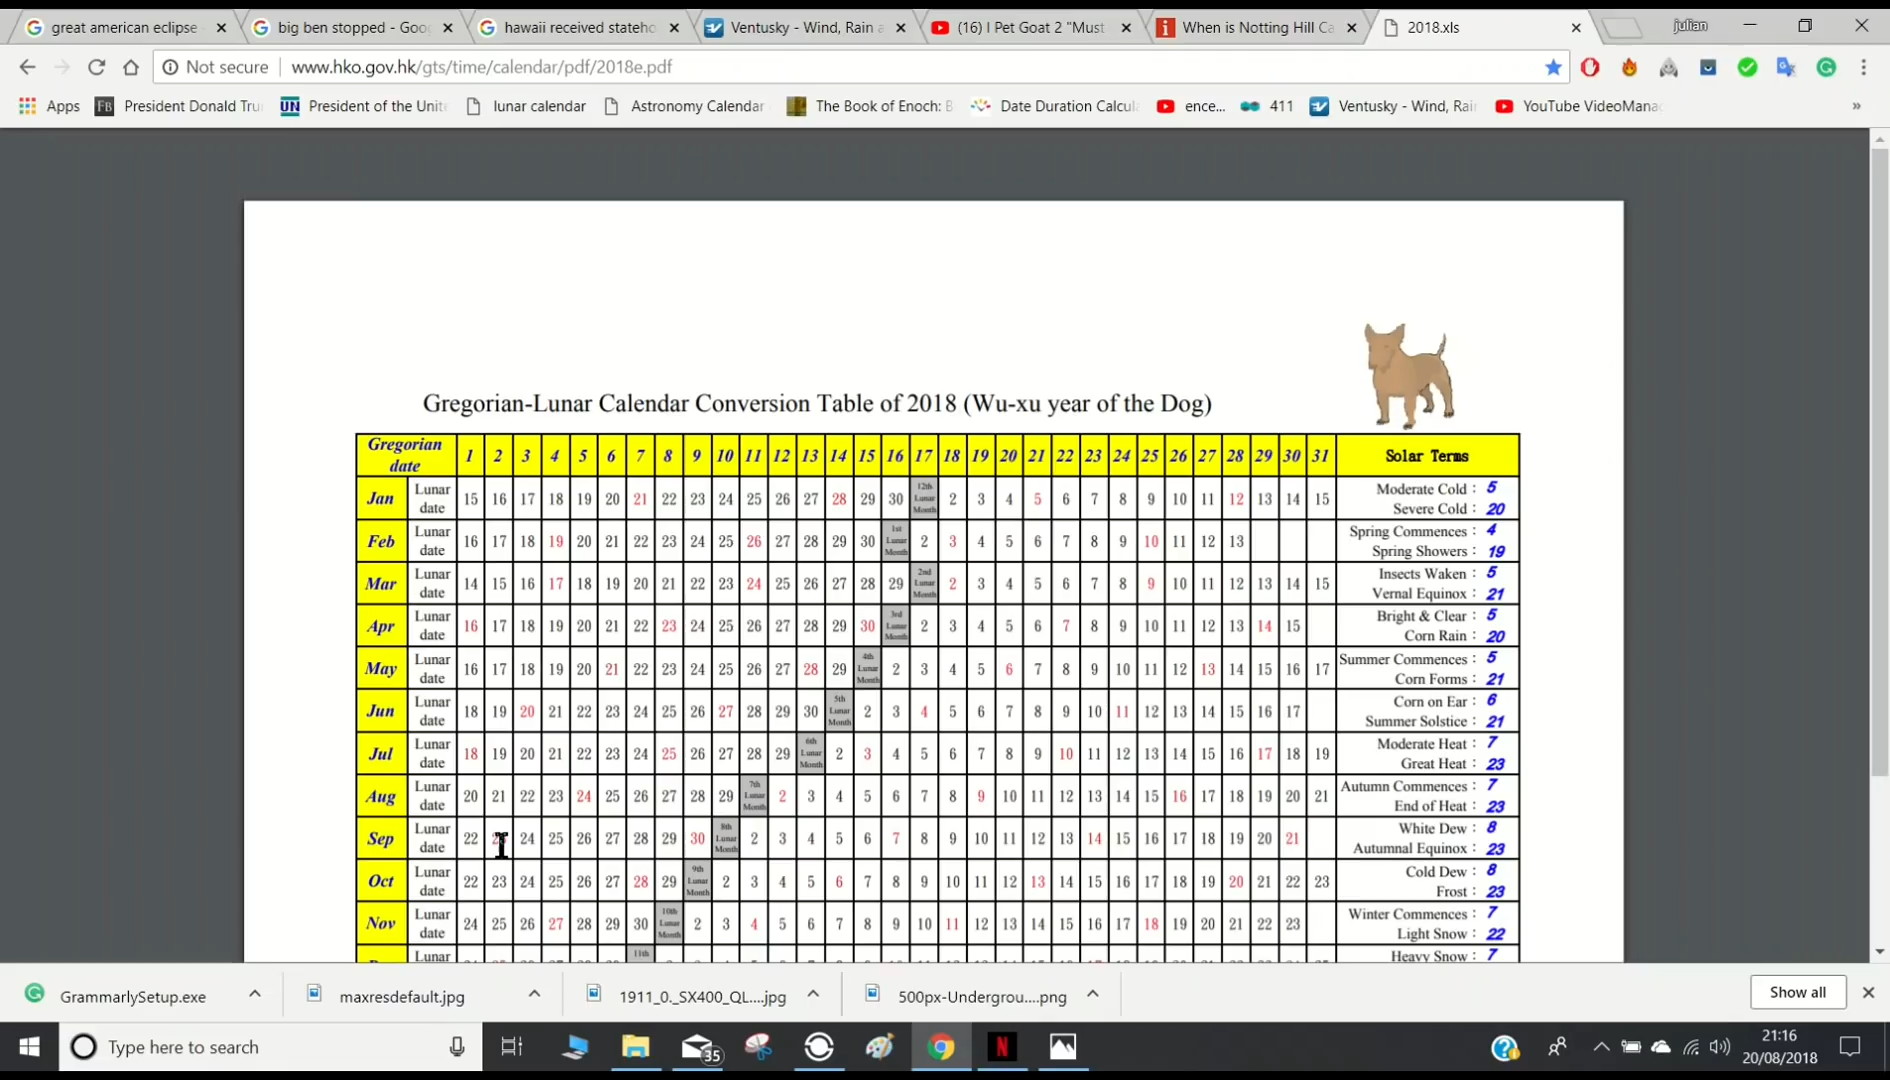 great american eclipse - big ben stopped - Goo hawaii received stateho Ventusky - Wind, Rain a (16) I Pet Goat 2 "Must When is Notting Hill Ca 2018.xls julian
Not secure www.hko.gov.hk/gts/time/calendar/pdf/2018e.pdf
Apps President Donald Tru UN President of the Unite lunar calendar Astronomy Calendar The Book of Enoch: B Date Duration Calcula ence... 411 Ventusky - Wind, Rain YouTube VideoMana »
Gregorian-Lunar Calendar Conversion Table of 2018 (Wu-xu year of the Dog)
Gregorian date 1 2 3 4 5 6 7 8 9 10 11 12 13 14 15 16 17 18 19 20 21 22 23 24 25 26 27 28 29 30 31 Solar Terms
Jan Lunar date 15 16 17 18 19 20 21 22 23 24 25 26 27 28 29 30 12th Lunar Month 2 3 4 5 6 7 8 9 10 11 12 13 14 15 Moderate Cold : 5 Severe Cold : 20
Feb Lunar date 16 17 18 19 20 21 22 23 24 25 26 27 28 29 30 1st Lunar Month 2 3 4 5 6 7 8 9 10 11 12 13 Spring Commences : 4 Spring Showers : 19
Mar Lunar date 14 15 16 17 18 19 20 21 22 23 24 25 26 27 28 29 2nd Lunar Month 2 3 4 5 6 7 8 9 10 11 12 13 14 15 Insects Waken : 5 Vernal Equinox : 21
Apr Lunar date 16 17 18 19 20 21 22 23 24 25 26 27 28 29 30 3rd Lunar Month 2 3 4 5 6 7 8 9 10 11 12 13 14 15 Bright & Clear : 5 Corn Rain : 20
May Lunar date 16 17 18 19 20 21 22 23 24 25 26 27 28 29 4th Lunar Month 2 3 4 5 6 7 8 9 10 11 12 13 14 15 16 17 Summer Commences : 5 Corn Forms : 21
Jun Lunar date 18 19 20 21 22 23 24 25 26 27 28 29 30 5th Lunar Month 2 3 4 5 6 7 8 9 10 11 12 13 14 15 16 17 Corn on Ear : 6 Summer Solstice : 21
Jul Lunar date 18 19 20 21 22 23 24 25 26 27 28 29 6th Lunar Month 2 3 4 5 6 7 8 9 10 11 12 13 14 15 16 17 18 19 Moderate Heat : 7 Great Heat : 23
Aug Lunar date 20 21 22 23 24 25 26 27 28 29 7th Lunar Month 2 3 4 5 6 7 8 9 10 11 12 13 14 15 16 17 18 19 20 21 Autumn Commences : 7 End of Heat : 23
Sep Lunar date 22 23 24 25 26 27 28 29 30 8th Lunar Month 2 3 4 5 6 7 8 9 10 11 12 13 14 15 16 17 18 19 20 21 White Dew : 8 Autumnal Equinox : 23
Oct Lunar date 22 23 24 25 26 27 28 29 9th Lunar Month 2 3 4 5 6 7 8 9 10 11 12 13 14 15 16 17 18 19 20 21 22 23 Cold Dew : 8 Frost : 23
Nov Lunar date 24 25 26 27 28 29 30 10th Lunar Month 2 3 4 5 6 7 8 9 10 11 12 13 14 15 16 17 18 19 20 21 22 23 Winter Commences : 7 Light Snow : 22
Lunar 11th Heavy Snow : 7
GrammarlySetup.exe maxresdefault.jpg 1911_0._SX400_QL....jpg 500px-Undergrou....png Show all
Type here to search 35 21:16
20/08/2018